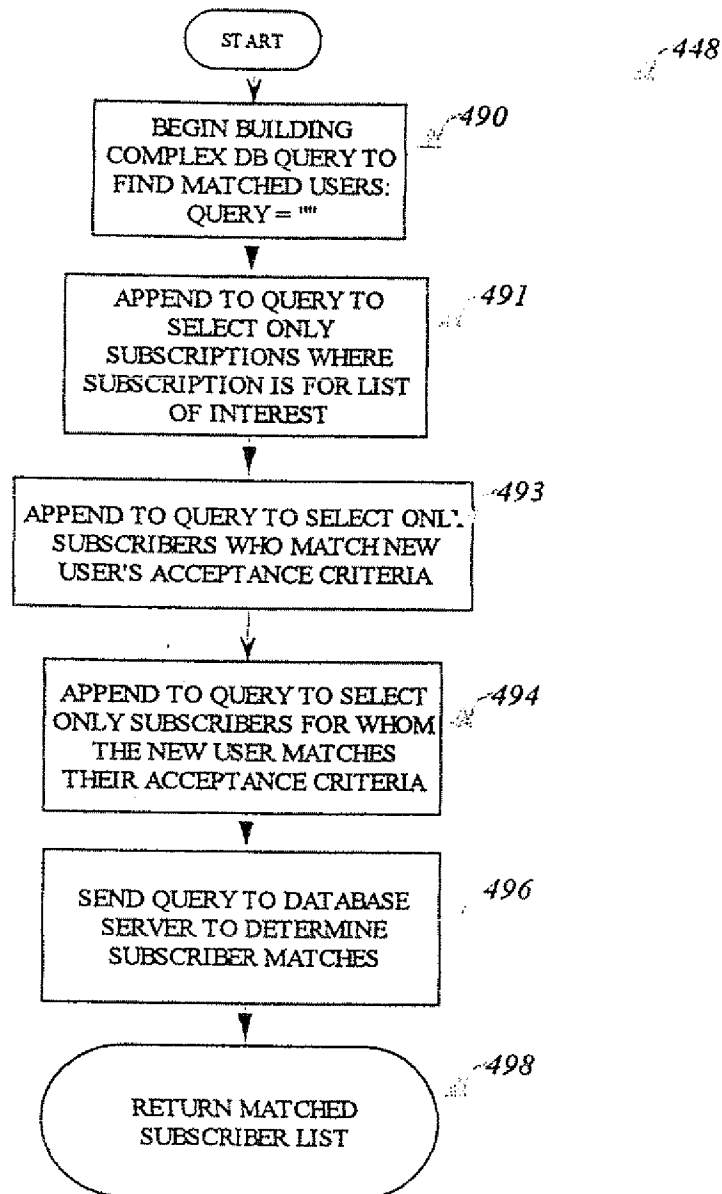 START
448
BEGIN BUILDING
COMPLEX DB QUERY TO
FIND MATCHED USERS:
QUERY = ""
490
APPEND TO QUERY TO
SELECT ONLY
SUBSCRIPTIONS WHERE
SUBSCRIPTION IS FOR LIST
OF INTEREST
491
APPEND TO QUERY TO SELECT ONLY
SUBSCRIBERS WHO MATCH NEW
USER'S ACCEPTANCE CRITERIA
493
APPEND TO QUERY TO SELECT
ONLY SUBSCRIBERS FOR WHOM
THE NEW USER MATCHES
THEIR ACCEPTANCE CRITERIA
494
SEND QUERY TO DATABASE
SERVER TO DETERMINE
SUBSCRIBER MATCHES
496
RETURN MATCHED
SUBSCRIBER LIST
498